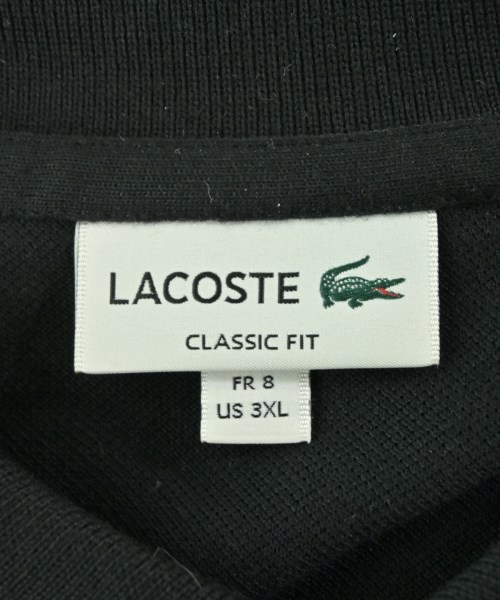 LACOSTE
CLASSIC FIT
FR 8
US 3XL